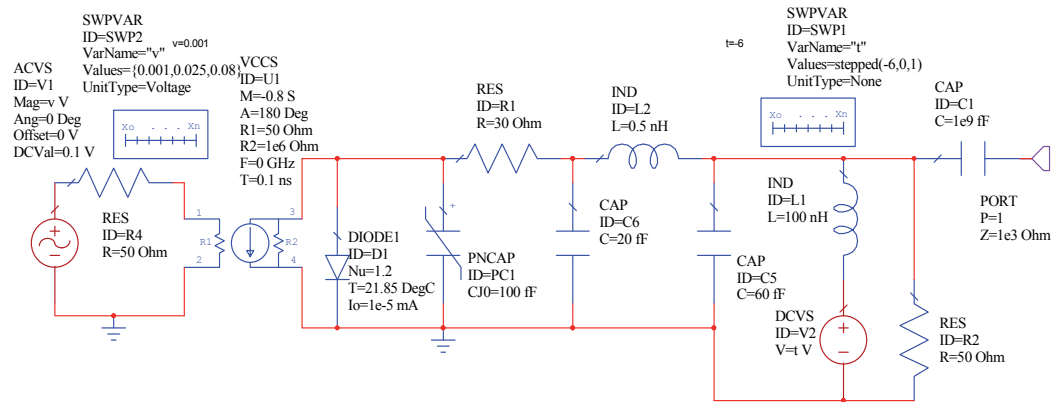 SWPVAR
ID=SWP2
VarName="v"
Values={0.001,0.025,0.08}
UnitType=Voltage
v=0.001
ACVS
ID=V1
Mag=v V
Ang=0 Deg
Offset=0 V
DCVal=0.1 V
Xo . . . Xn
VCCS
ID=U1
M=-0.8 S
A=180 Deg
R1=50 Ohm
R2=1e6 Ohm
F=0 GHz
T=0.1 ns
RES
ID=R4
R=50 Ohm
1
2
R1
R2
3
4
DIODE1
ID=D1
Nu=1.2
T=21.85 DegC
Io=1e-5 mA
+
PNCAP
ID=PC1
CJ0=100 fF
RES
ID=R1
R=30 Ohm
CAP
ID=C6
C=20 fF
IND
ID=L2
L=0.5 nH
CAP
ID=C5
C=60 fF
t=-6
SWPVAR
ID=SWP1
VarName="t"
Values=stepped(-6,0,1)
UnitType=None
Xo . . . Xn
IND
ID=L1
L=100 nH
DCVS
ID=V2
V=t V
RES
ID=R2
R=50 Ohm
CAP
ID=C1
C=1e9 fF
PORT
P=1
Z=1e3 Ohm